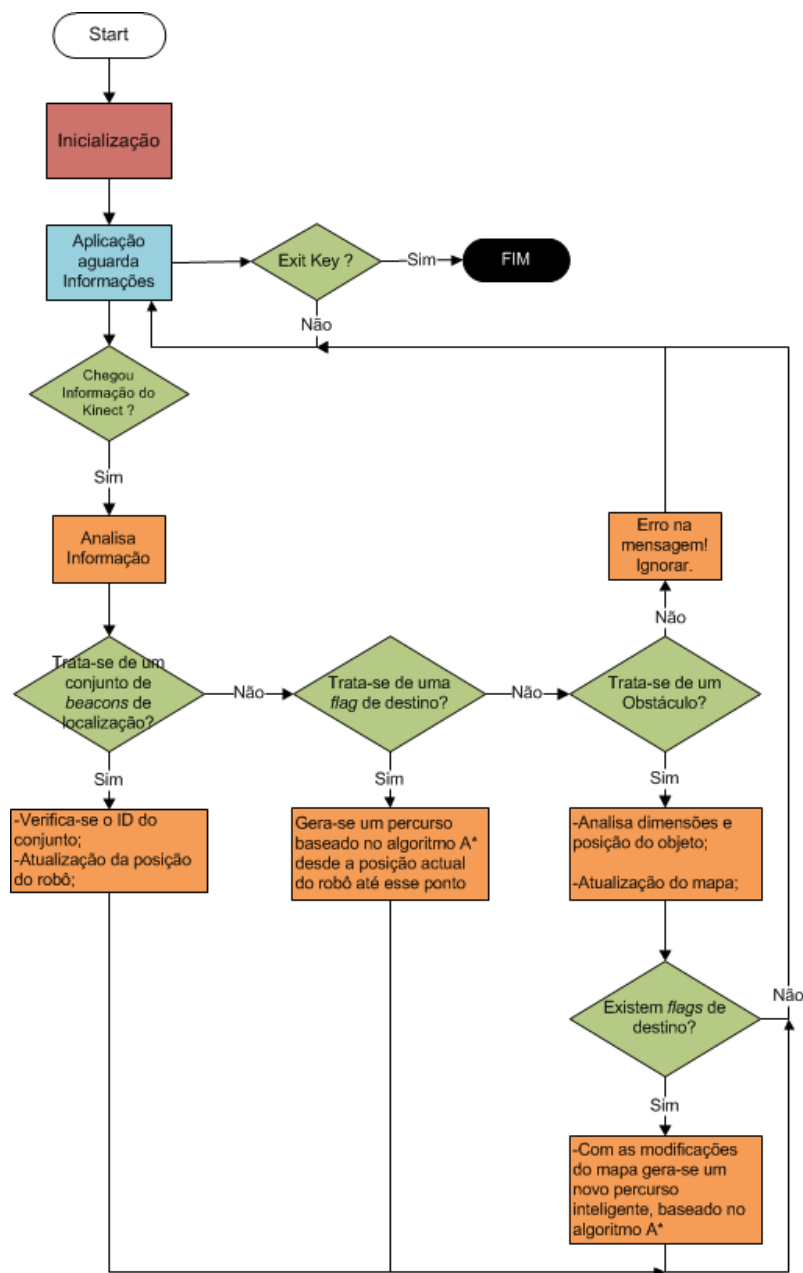 Start
Inicialização
Aplicação
aguarda
Informações
Exit Key ?
Sim
FIM
Não
Chegou
Informação do
Kinect ?
Sim
Analisa
Informação
Erro na
mensagem!
Ignorar.
Não
Trata-se de um
conjunto de
beacons de
localização?
Não
Trata-se de uma
flag de destino?
Não
Trata-se de um
Obstáculo?
Sim
Sim
Sim
-Verifica-se o ID do
conjunto;
-Atualização da posição
do robô;
Gera-se um percurso
baseado no algoritmo A*
desde a posição actual
do robô até esse ponto
-Analisa dimensões e
posição do objeto;
-Atualização do mapa;
Existem flags de
destino?
Não
Sim
-Com as modificações
do mapa gera-se um
novo percurso
inteligente, baseado no
algoritmo A*